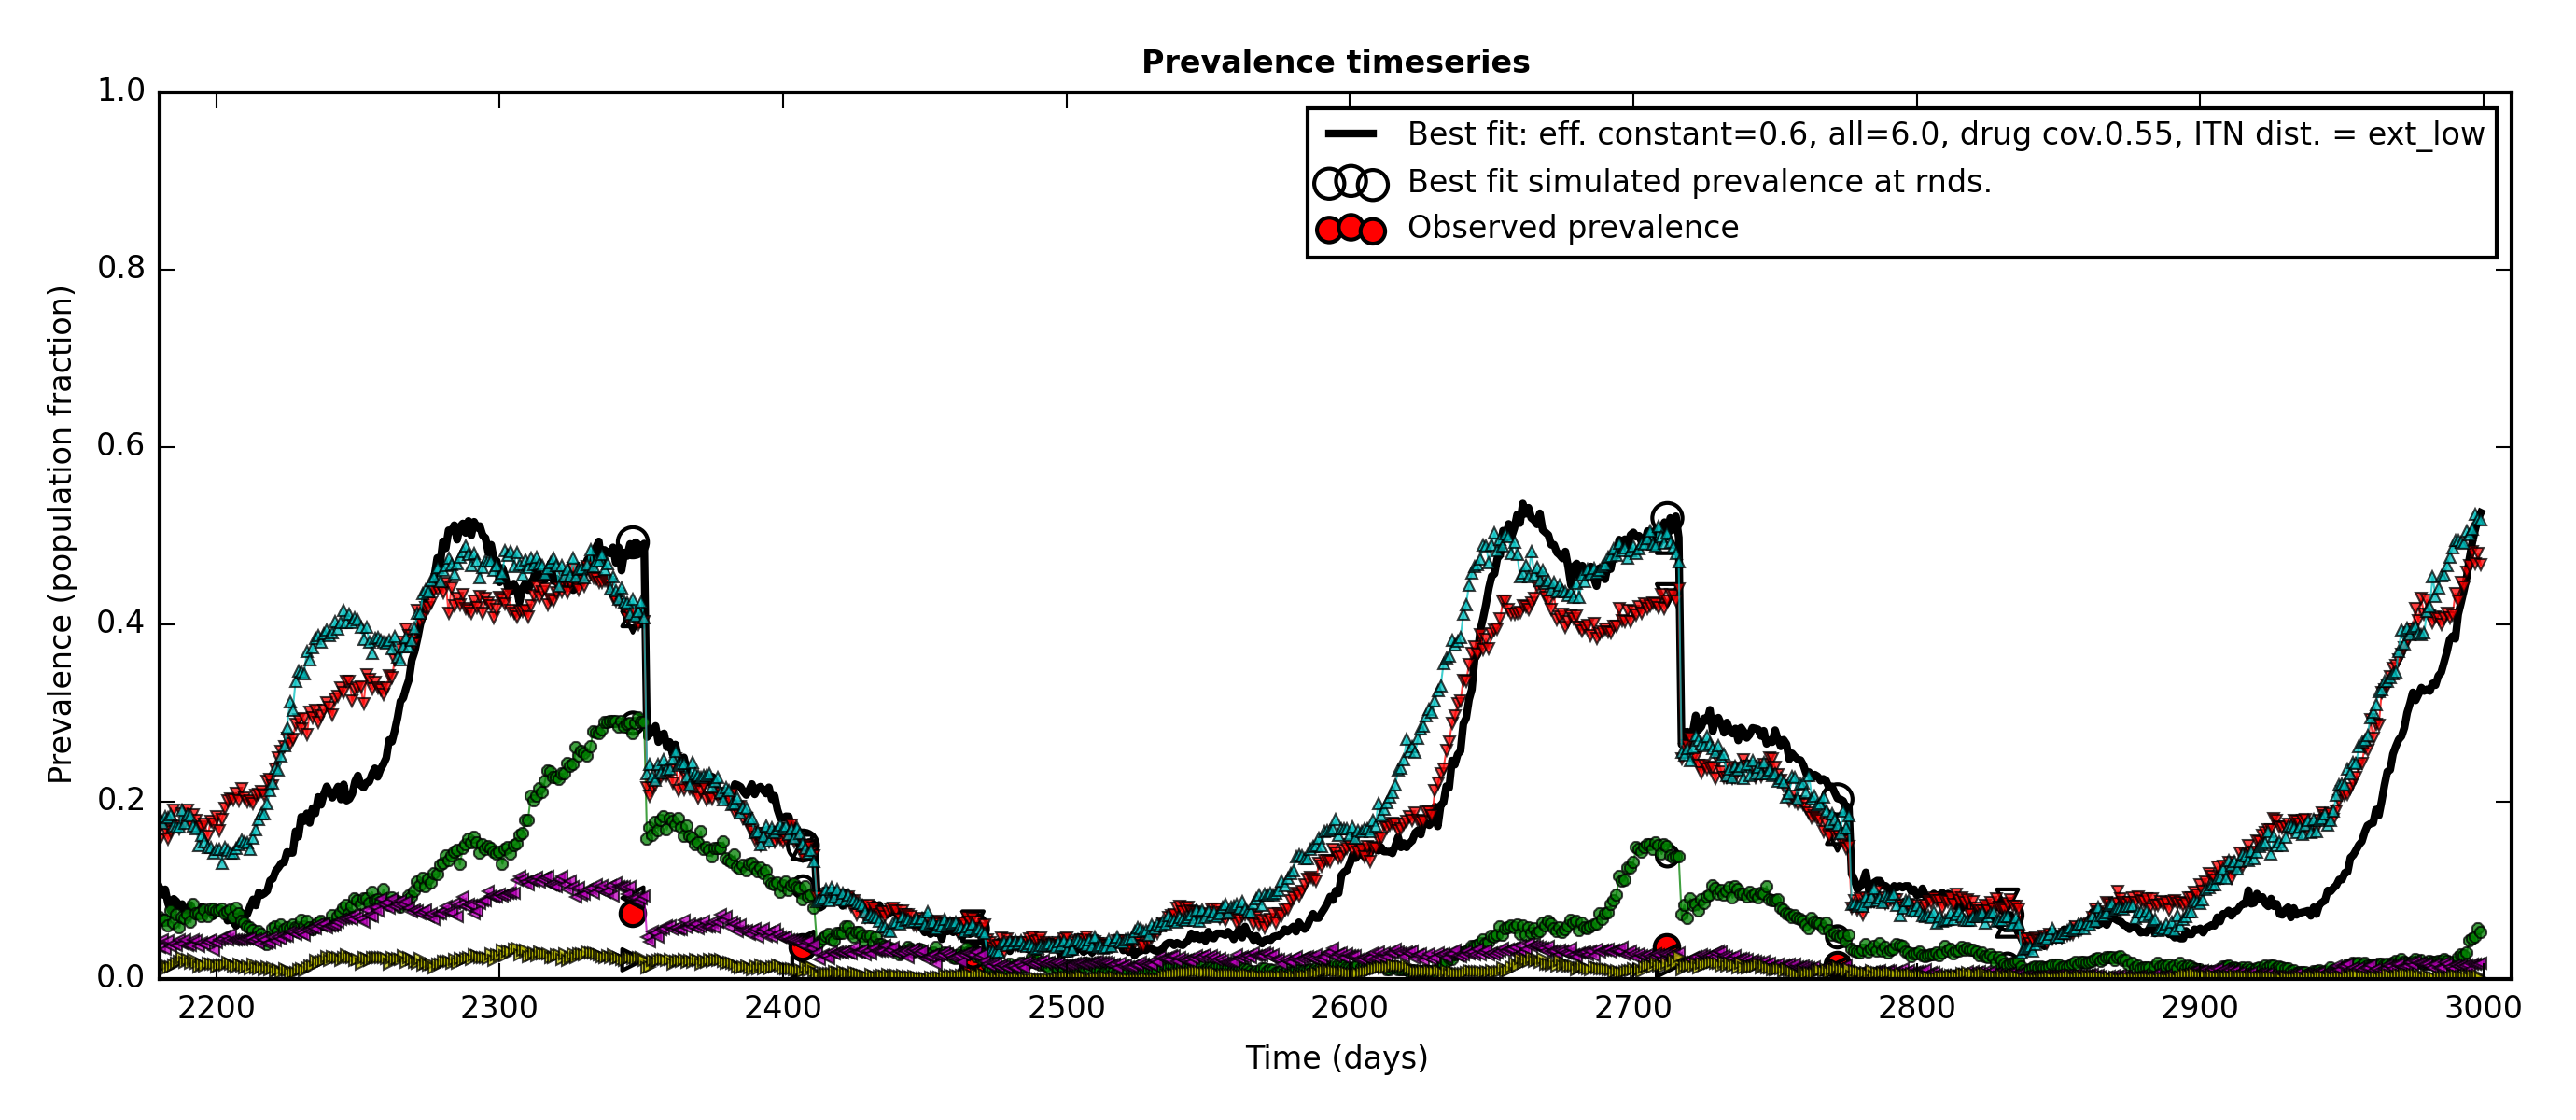 Prevalence timeseries
Best fit: eff. constant=0.6, all=6.0, drug cov.0.55, ITN dist. = ext_low
Best fit simulated prevalence at rnds.
Observed prevalence
Prevalence (population fraction)
1.0
0.8
0.6
0.4
0.2
0.0
2200 2300 2400 2500 2600 2700 2800 2900 3000
Time (days)